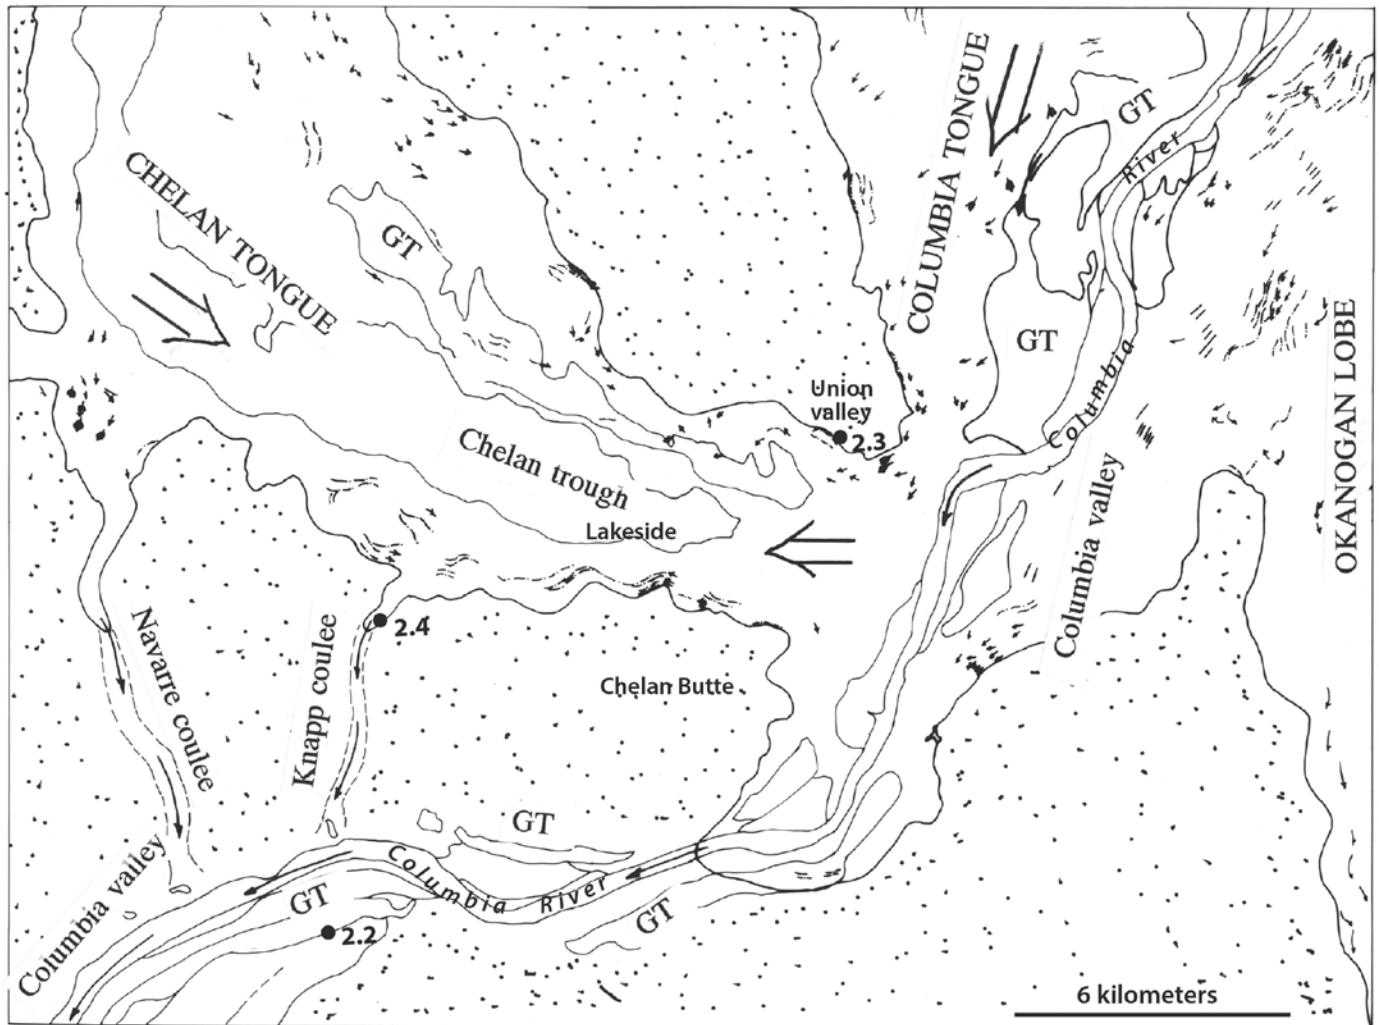 COLUMBIA TONGUE
GT
River
CHELAN TONGUE
GT
OKANOGAN LOBE
GT
Columbia
Union
valley
2.3
Chelan trough
Lakeside
Columbia valley
Navarre coulee
Knapp coulee
2.4
Chelan Butte
GT
Columbia valley
Columbia River
GT
GT
2.2
6 kilometers